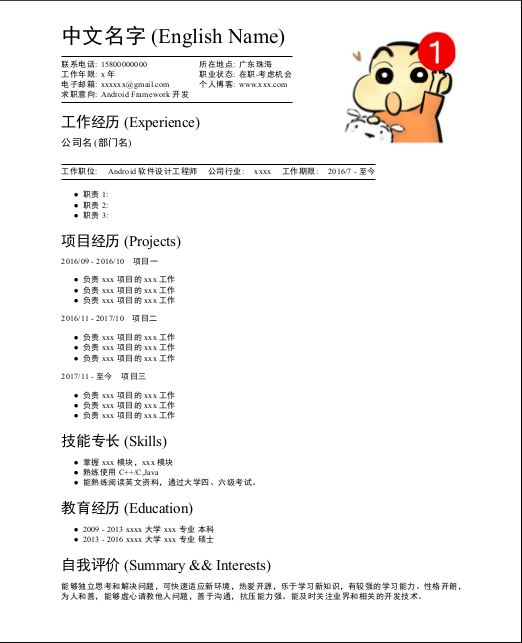 中文名字 (English Name)
1
联系电话: 15800000000 所在地点: 广东珠海
工作年限: x 年 职业状态: 在职-考虑机会
电子邮箱: xxxxxx@gmail.com 个人博客: www.xxx.com
求职意向: Android Framework 开发
工作经历 (Experience)
公司名 (部门名)
工作职位: Android 软件设计工程师 公司行业: xxxx 工作期限: 2016/7 - 至今
● 职责 1:
● 职责 2:
● 职责 3:
项目经历 (Projects)
2016/09 - 2016/10 项目一
● 负责 xxx 项目的 xxx 工作
● 负责 xxx 项目的 xxx 工作
● 负责 xxx 项目的 xxx 工作
2016/11 - 2017/10 项目二
● 负责 xxx 项目的 xxx 工作
● 负责 xxx 项目的 xxx 工作
● 负责 xxx 项目的 xxx 工作
2017/11 - 至今 项目三
● 负责 xxx 项目的 xxx 工作
● 负责 xxx 项目的 xxx 工作
● 负责 xxx 项目的 xxx 工作
技能专长 (Skills)
● 掌握 xxx 模块，xxx 模块
● 熟练使用 C++/C,Java
● 能熟练阅读英文资料，通过大学四、六级考试。
教育经历 (Education)
● 2009 - 2013 xxxx 大学 xxx 专业 本科
● 2013 - 2016 xxxx 大学 xxx 专业 硕士
自我评价 (Summary && Interests)
能够独立思考和解决问题，可快速适应新环境，热爱开源，乐于学习新知识，有较强的学习能力。性格开朗，
为人和善，能够虚心请教他人问题，善于沟通，抗压能力强。能及时关注业界和相关的开发技术。